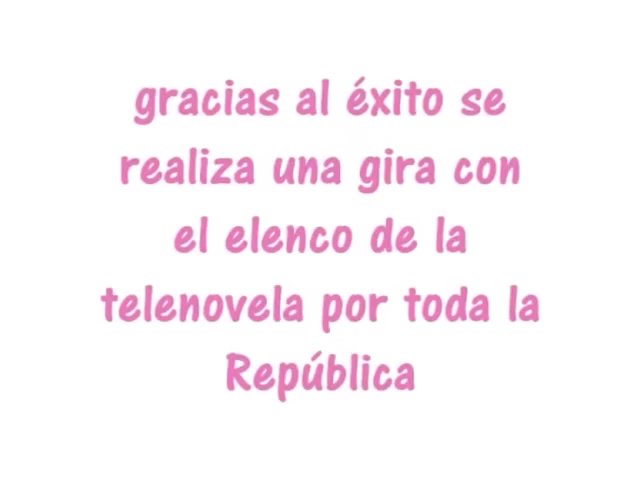 gracias al éxito se
realiza una gira con
el elenco de la
telenovela por toda la
República